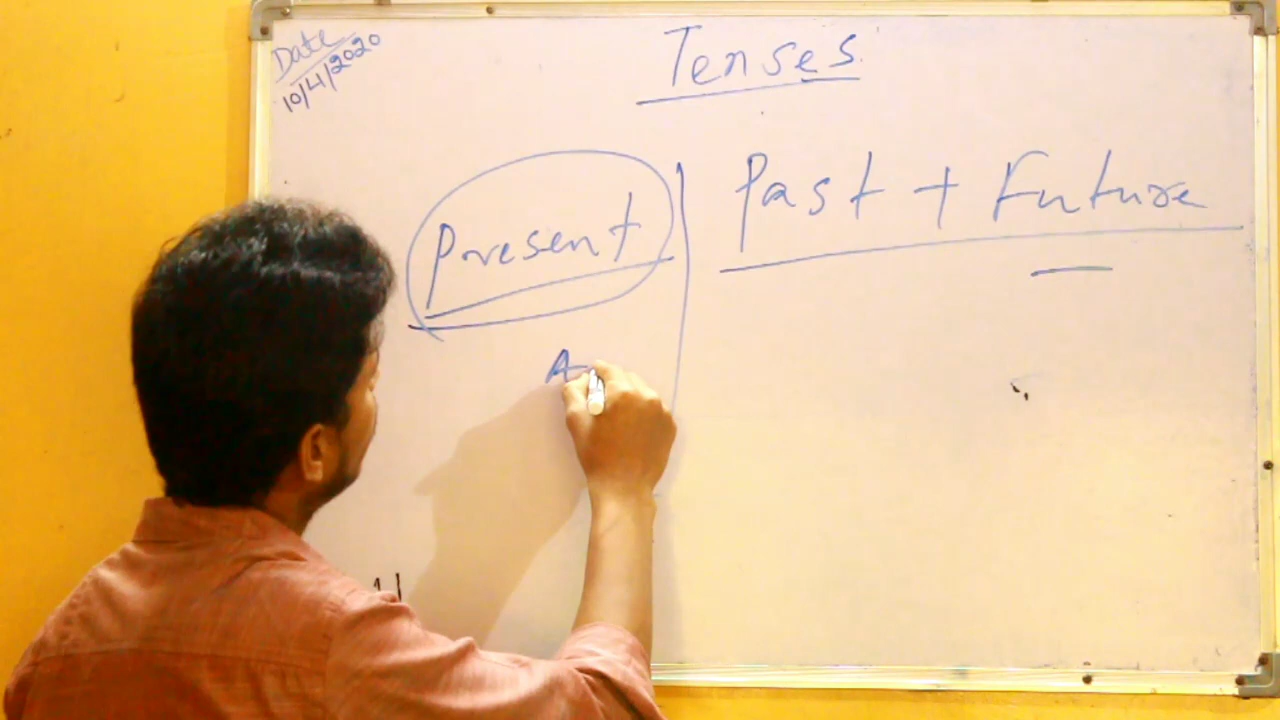 Date
10/4/2020
Tenses
Present
Past + Future
A